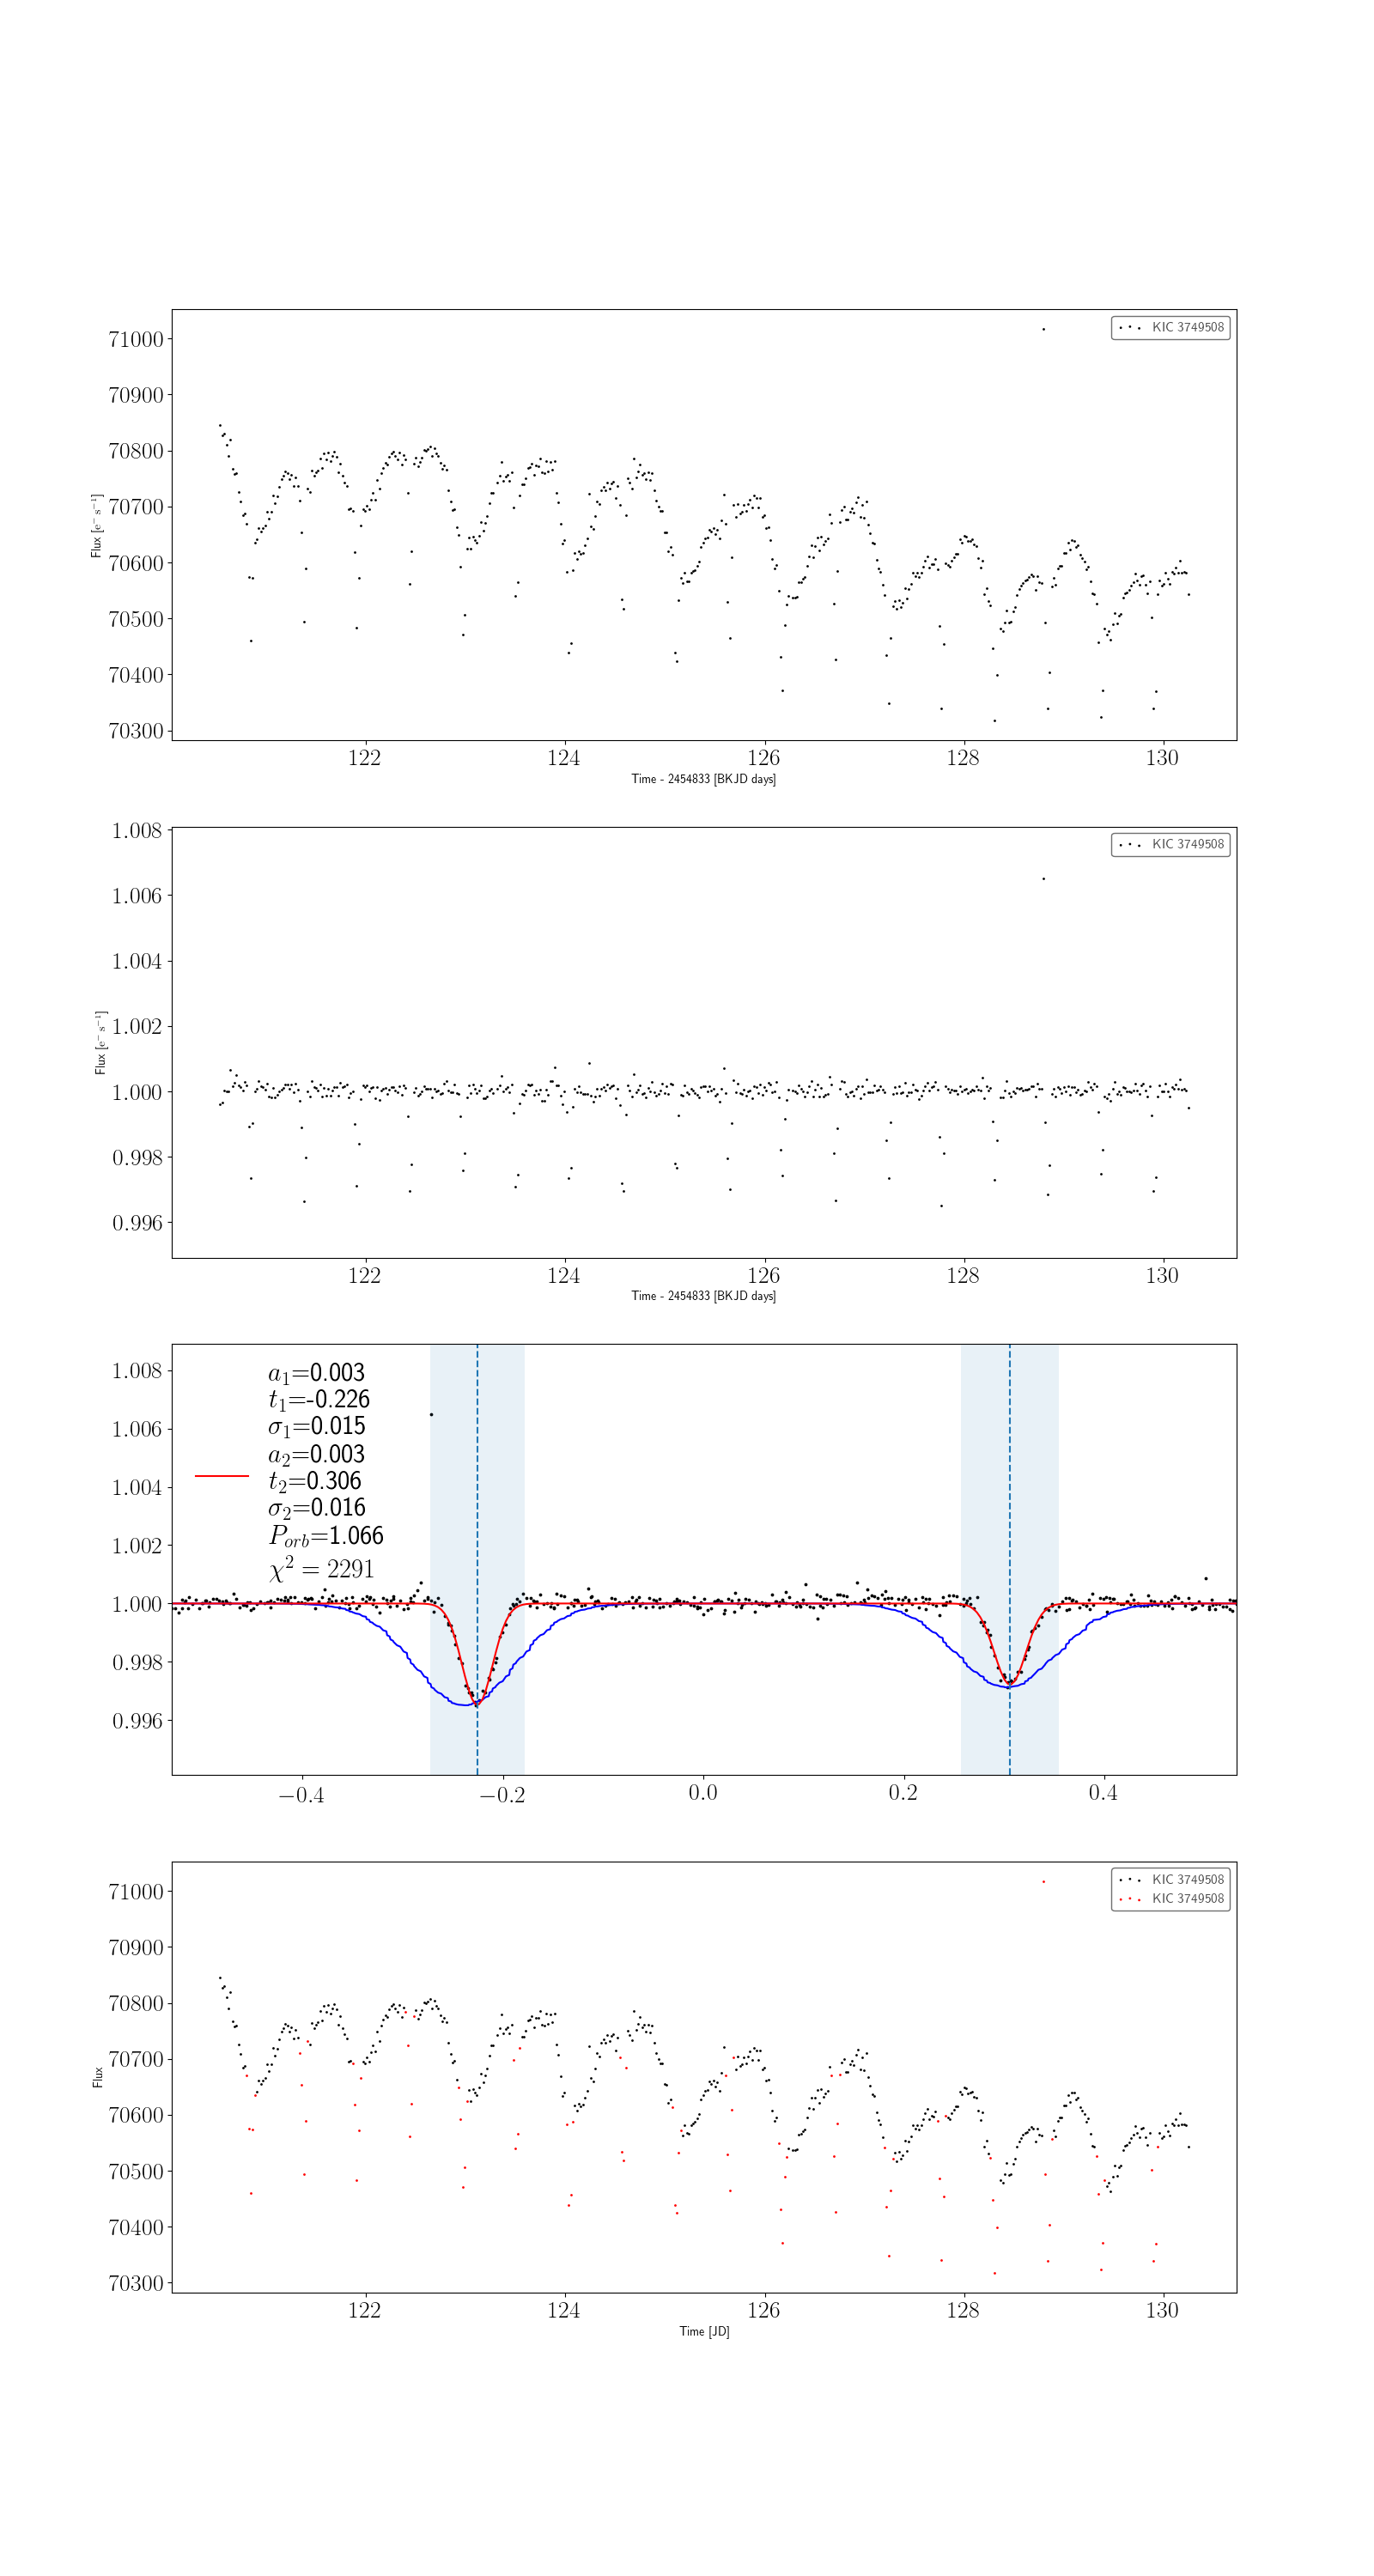 KIC 3749508
71000
70900
70800
70700
70600
70500
70400
70300
Flux [e⁻ s⁻¹]
122 124 126 128 130
Time - 2454833 [BKJD days]
KIC 3749508
1.008
1.006
1.004
1.002
1.000
0.998
0.996
Flux [e⁻ s⁻¹]
122 124 126 128 130
Time - 2454833 [BKJD days]
a₁=0.003
t₁=-0.226
σ₁=0.015
a₂=0.003
t₂=0.306
σ₂=0.016
P_orb=1.066
χ² = 2291
1.008
1.006
1.004
1.002
1.000
0.998
0.996
−0.4 −0.2 0.0 0.2 0.4
KIC 3749508
KIC 3749508
71000
70900
70800
70700
70600
70500
70400
70300
Flux
122 124 126 128 130
Time [JD]